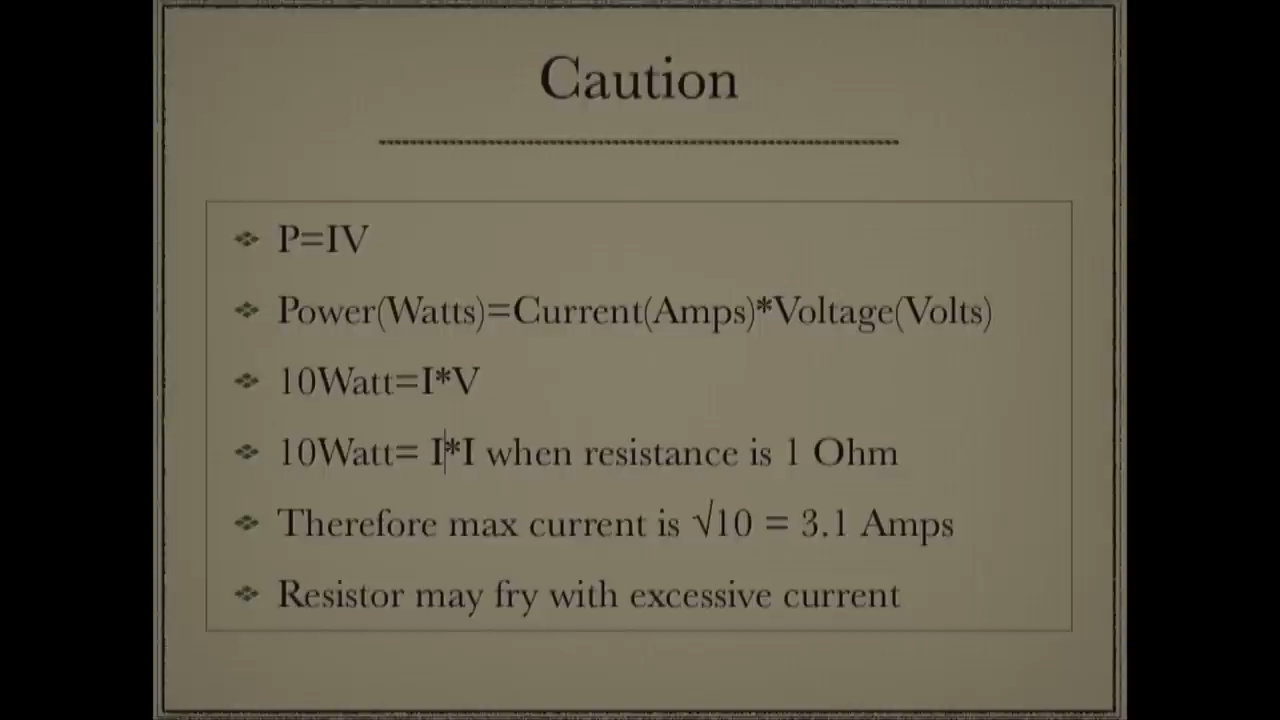 Caution
P=IV
Power(Watts)=Current(Amps)*Voltage(Volts)
10Watt=I*V
10Watt= I*I when resistance is 1 Ohm
Therefore max current is √10 = 3.1 Amps
Resistor may fry with excessive current